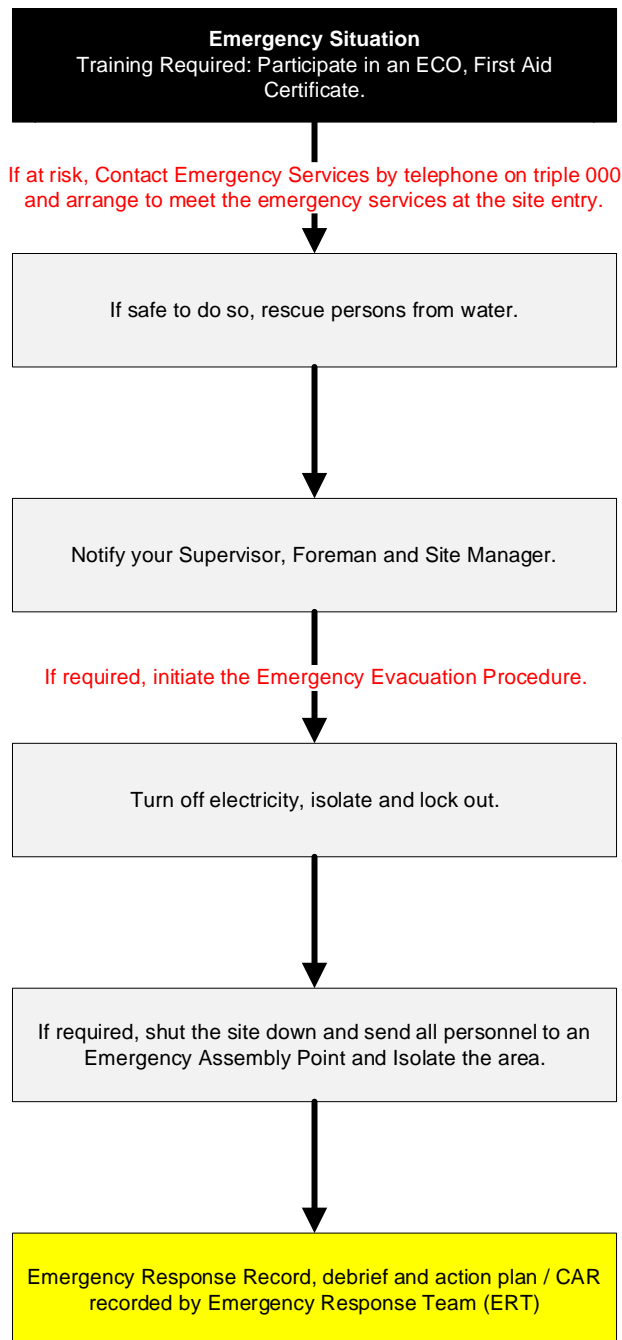 Emergency Situation
Training Required: Participate in an ECO, First Aid
Certificate.
If at risk, Contact Emergency Services by telephone on triple 000
and arrange to meet the emergency services at the site entry.
If safe to do so, rescue persons from water.
Notify your Supervisor, Foreman and Site Manager.
If required, initiate the Emergency Evacuation Procedure.
Turn off electricity, isolate and lock out.
If required, shut the site down and send all personnel to an
Emergency Assembly Point and Isolate the area.
Emergency Response Record, debrief and action plan / CAR
recorded by Emergency Response Team (ERT)